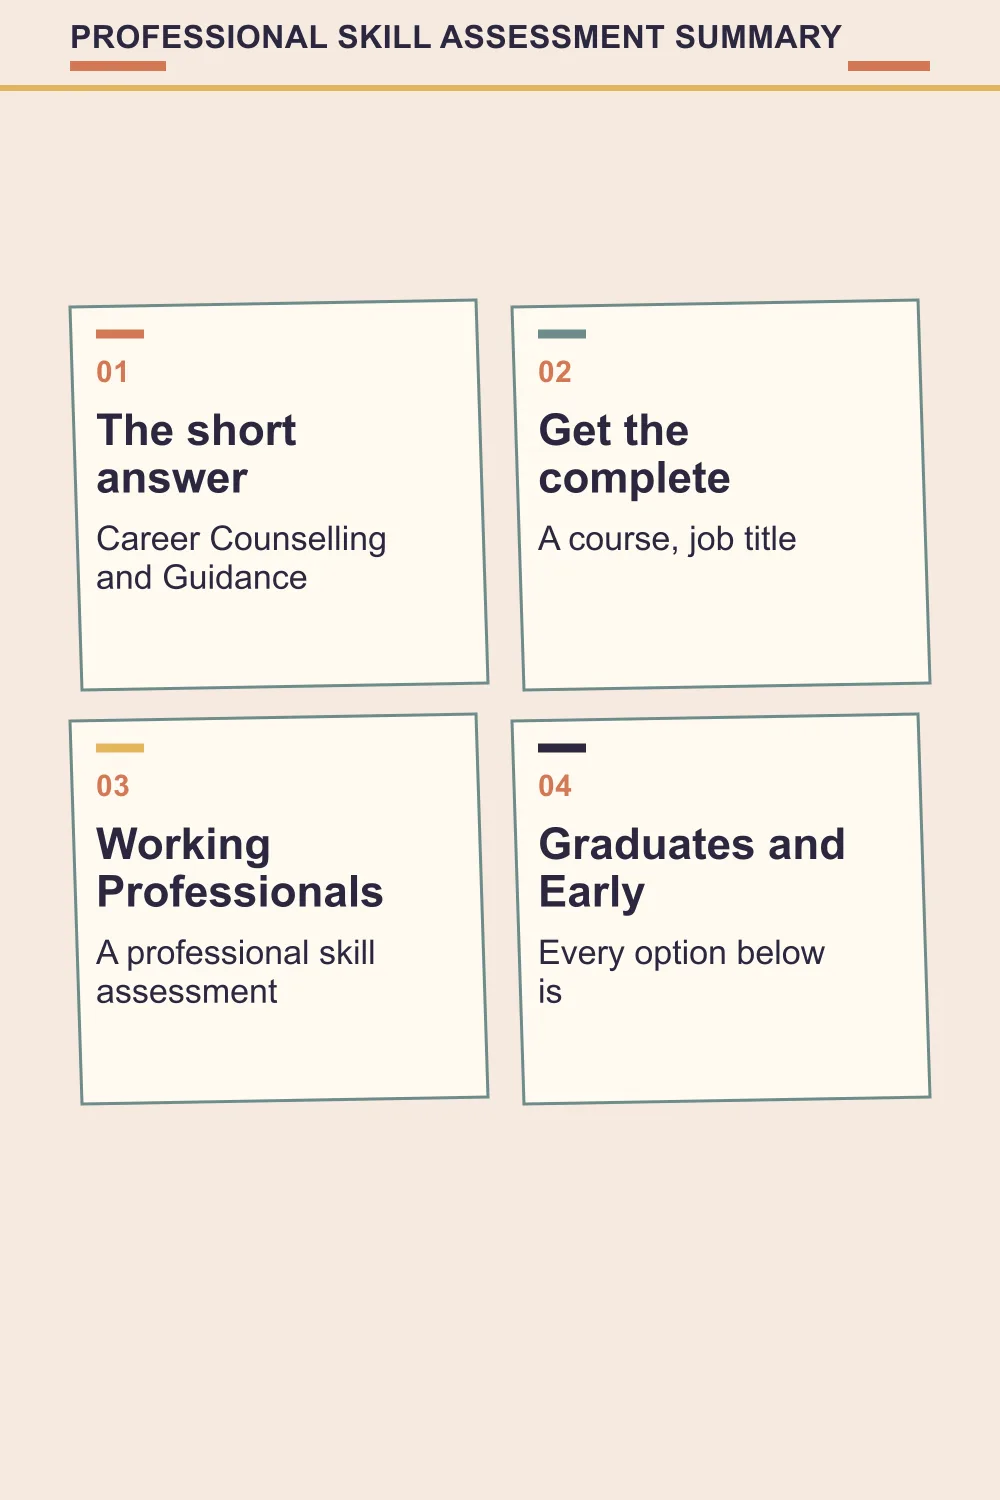 PROFESSIONAL SKILL ASSESSMENT SUMMARY
01
The short
answer
Career Counselling
and Guidance
02
Get the
complete
A course, job title
03
Working
Professionals
A professional skill
assessment
04
Graduates and
Early
Every option below
is